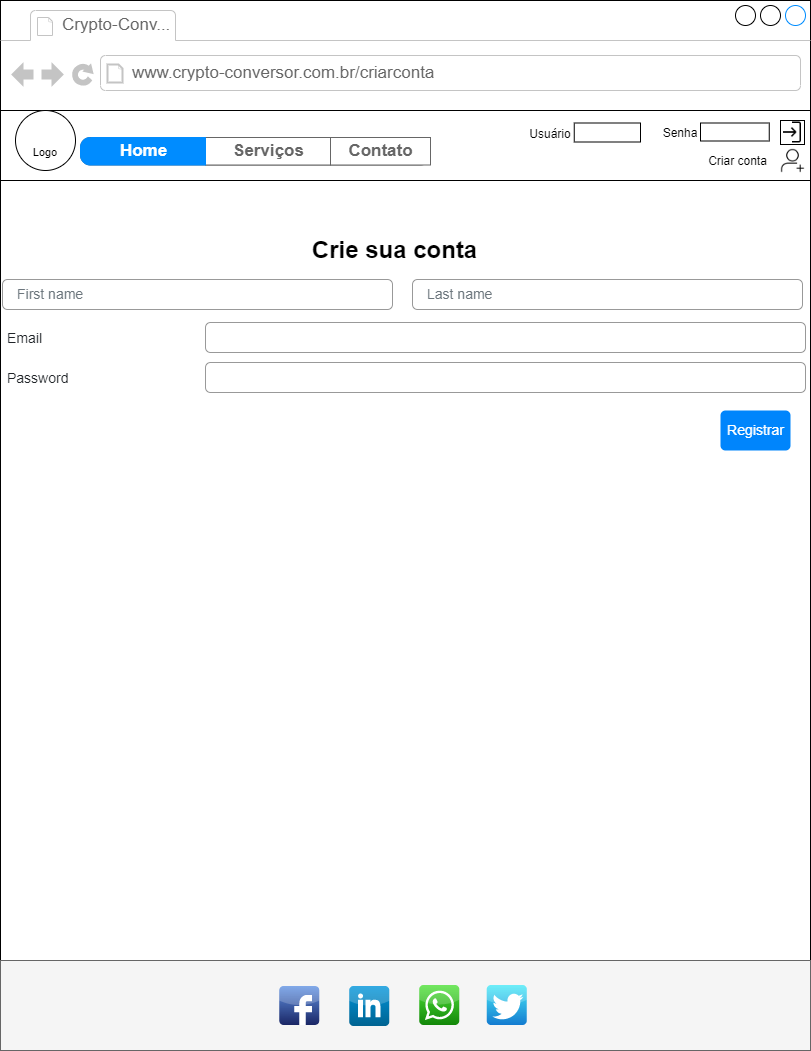 Crypto-Conv...
www.crypto-conversor.com.br/criarconta
Logo
Home Serviços Contato
Usuário Senha
Criar conta
Crie sua conta
First name Last name
Email
Password
Registrar
f in